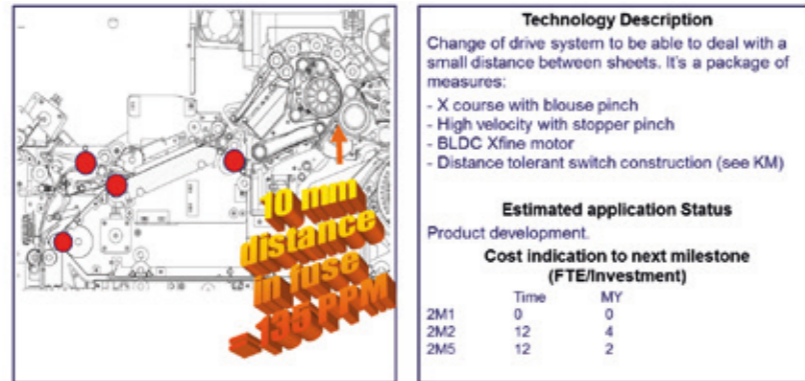 10 mm
distance
in fuse
= 135 PPM
Technology Description
Change of drive system to be able to deal with a
small distance between sheets. It's a package of
measures:
- X course with blouse pinch
- High velocity with stopper pinch
- BLDC Xfine motor
- Distance tolerant switch construction (see KM)
Estimated application Status
Product development.
Cost indication to next milestone
(FTE/Investment)
Time MY
2M1 0 0
2M2 12 4
2M5 12 2